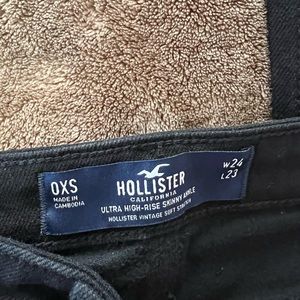 0XS
MADE IN
CAMBODIA
HOLLISTER
CALIFORNIA
ULTRA HIGH-RISE SKINNY ANKLE
HOLLISTER VINTAGE SOFT STRETCH
W24
L23